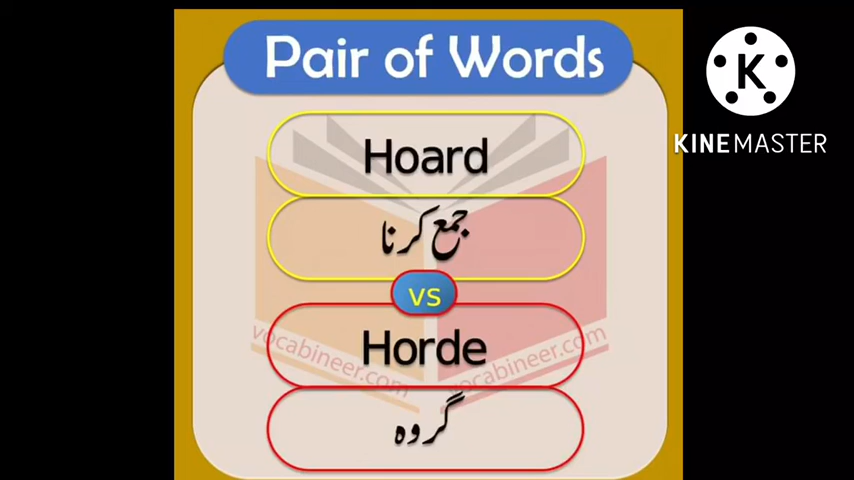 Pair of Words
KINEMASTER
Hoard
جمع کرنا
vs
Horde
گروہ
vocabineer.com
vocabineer.com